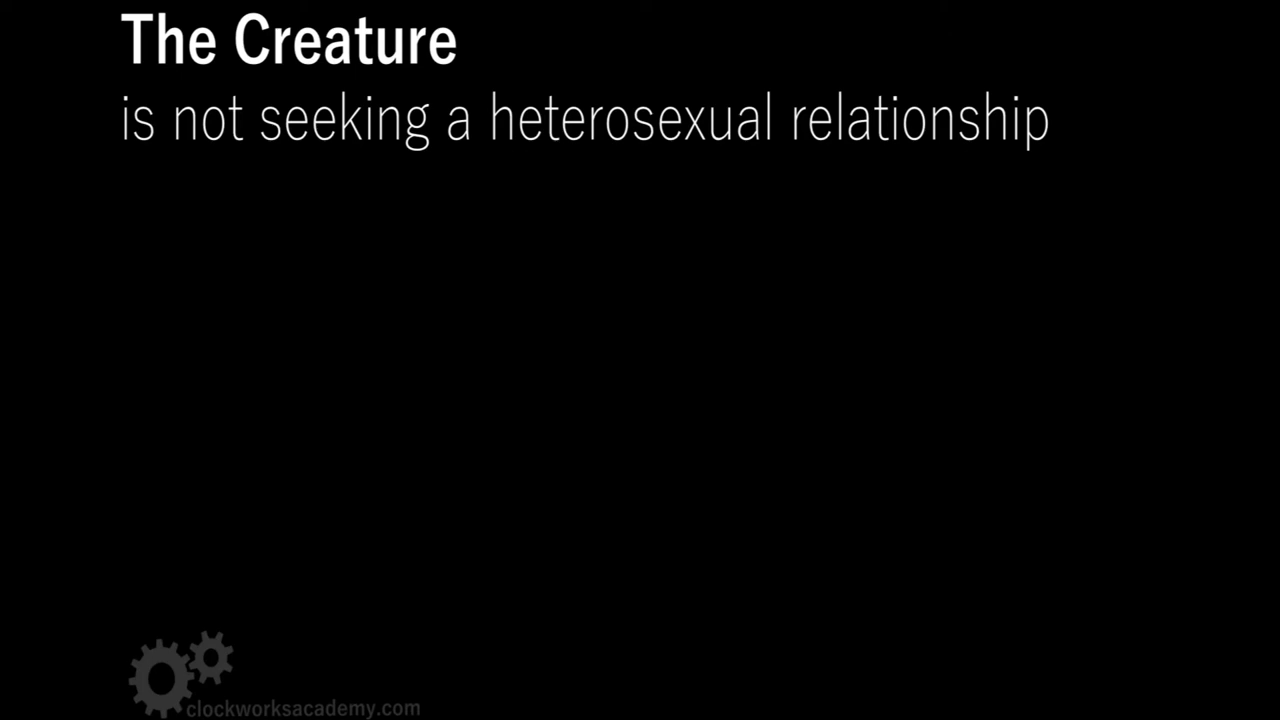 The Creature
is not seeking a heterosexual relationship
clockworksacademy.com